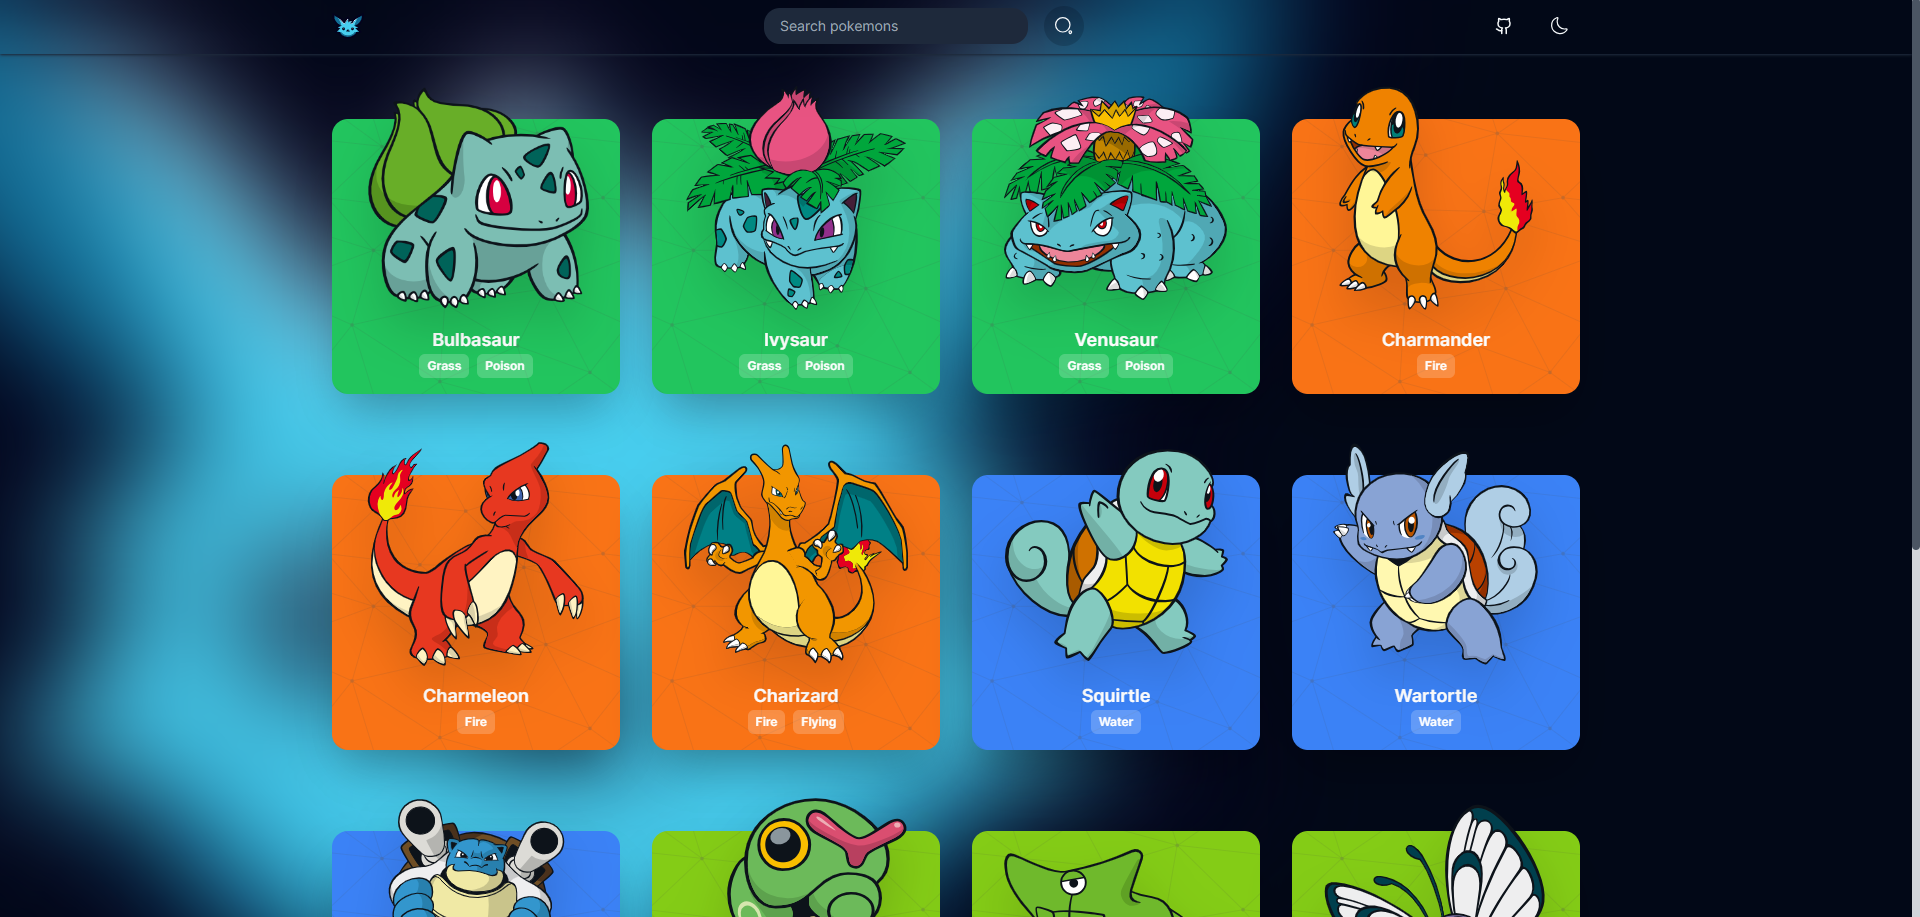 Search pokemons
Bulbasaur
Grass Poison
Ivysaur
Grass Poison
Venusaur
Grass Poison
Charmander
Fire
Charmeleon
Fire
Charizard
Fire Flying
Squirtle
Water
Wartortle
Water